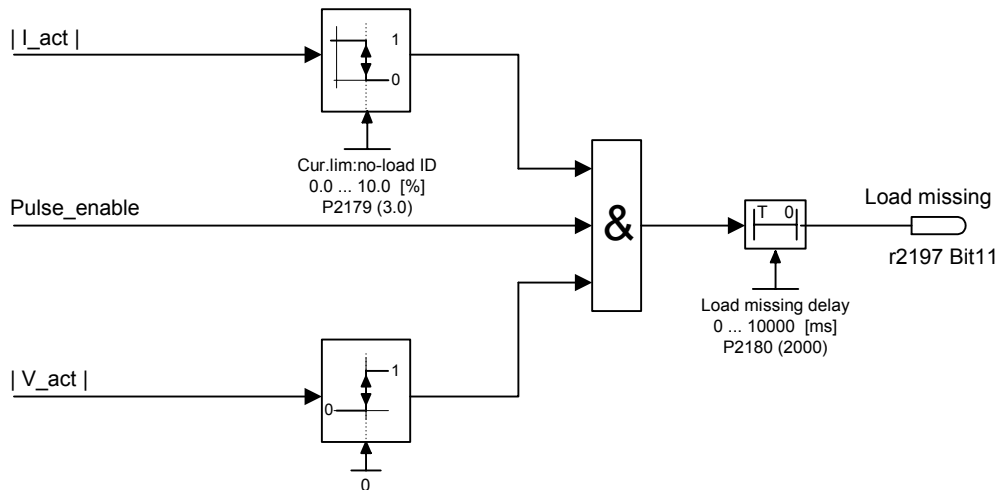 | I_act |
1
0
Cur.lim:no-load ID
0.0 ... 10.0 [%]
P2179 (3.0)
Pulse_enable
&
T 0
Load missing
r2197 Bit11
Load missing delay
0 ... 10000 [ms]
P2180 (2000)
| V_act |
1
0
0